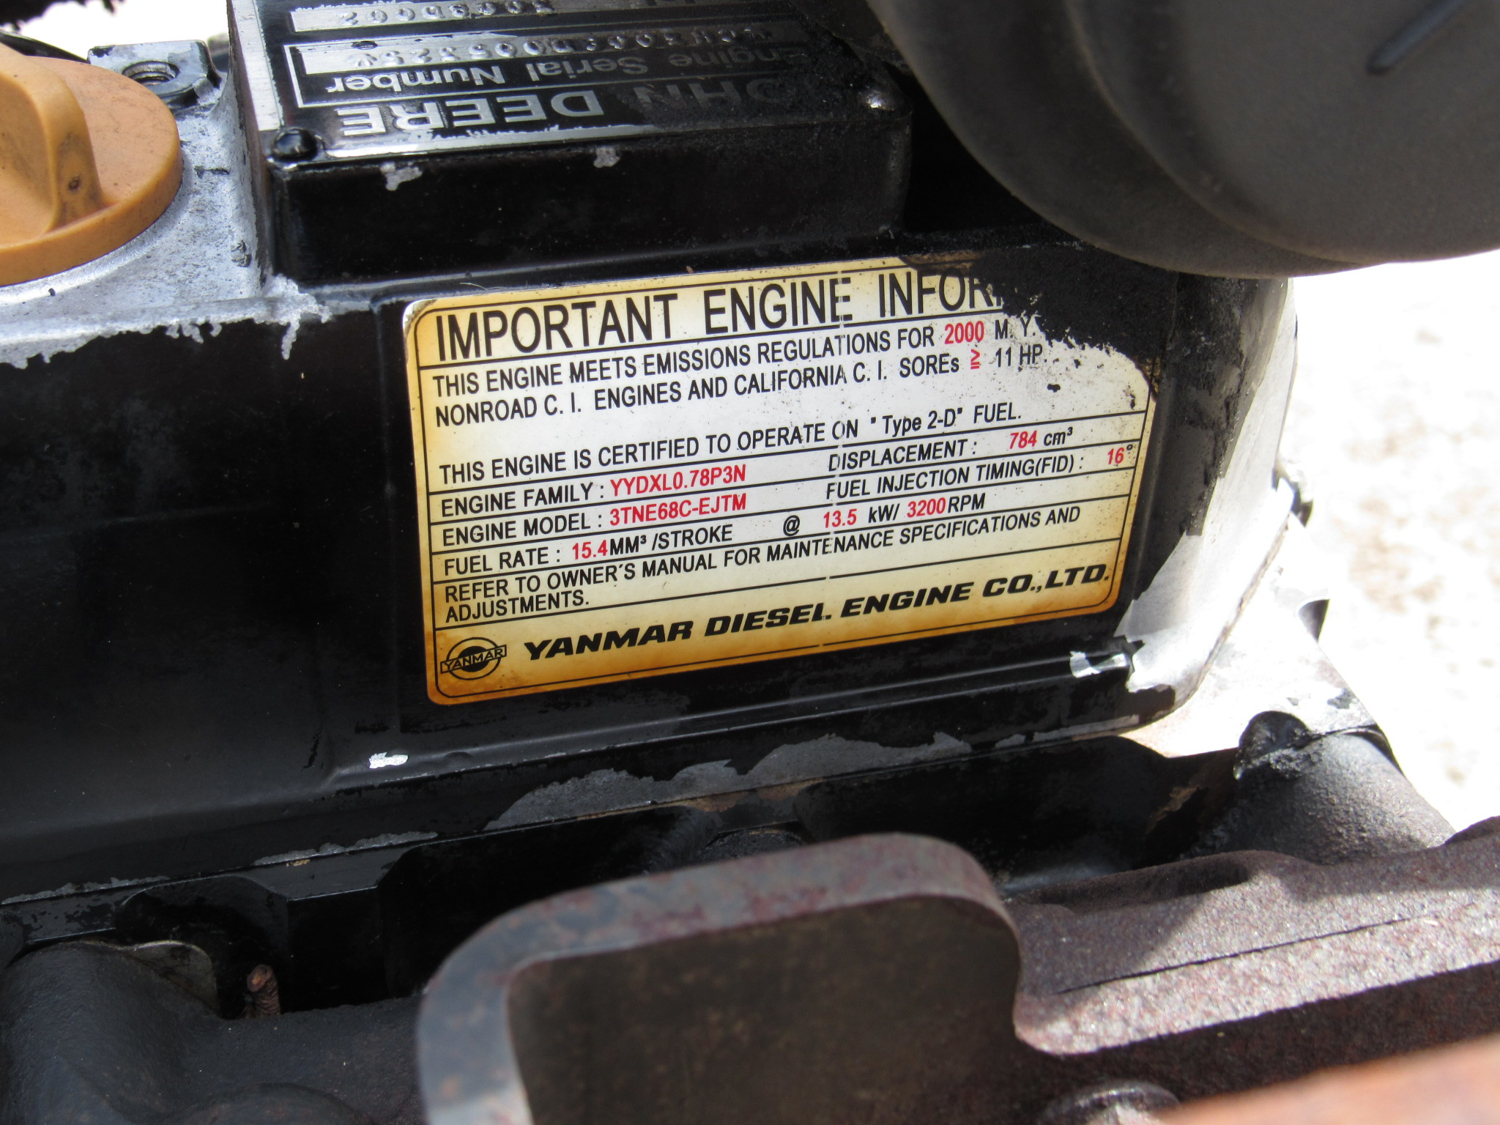 JOHN DEERE
Engine Serial Number
IMPORTANT ENGINE
THIS ENGINE MEETS EMISSIONS REGULATIONS FOR 2000 M. Y.
NONROAD C. I. ENGINES AND CALIFORNIA C. I. SOREs ≧ 11 HP.
THIS ENGINE IS CERTIFIED TO OPERATE ON "Type 2-D" FUEL.
ENGINE FAMILY : YYDXL0.78P3N DISPLACEMENT : 784 cm³
ENGINE MODEL : 3TNE68C-EJTM FUEL INJECTION TIMING(FID) : 16°
FUEL RATE : 15.4MM³/STROKE @ 13.5 kW/ 3200RPM
REFER TO OWNER'S MANUAL FOR MAINTENANCE SPECIFICATIONS AND
ADJUSTMENTS.
YANMAR YANMAR DIESEL ENGINE CO.,LTD.